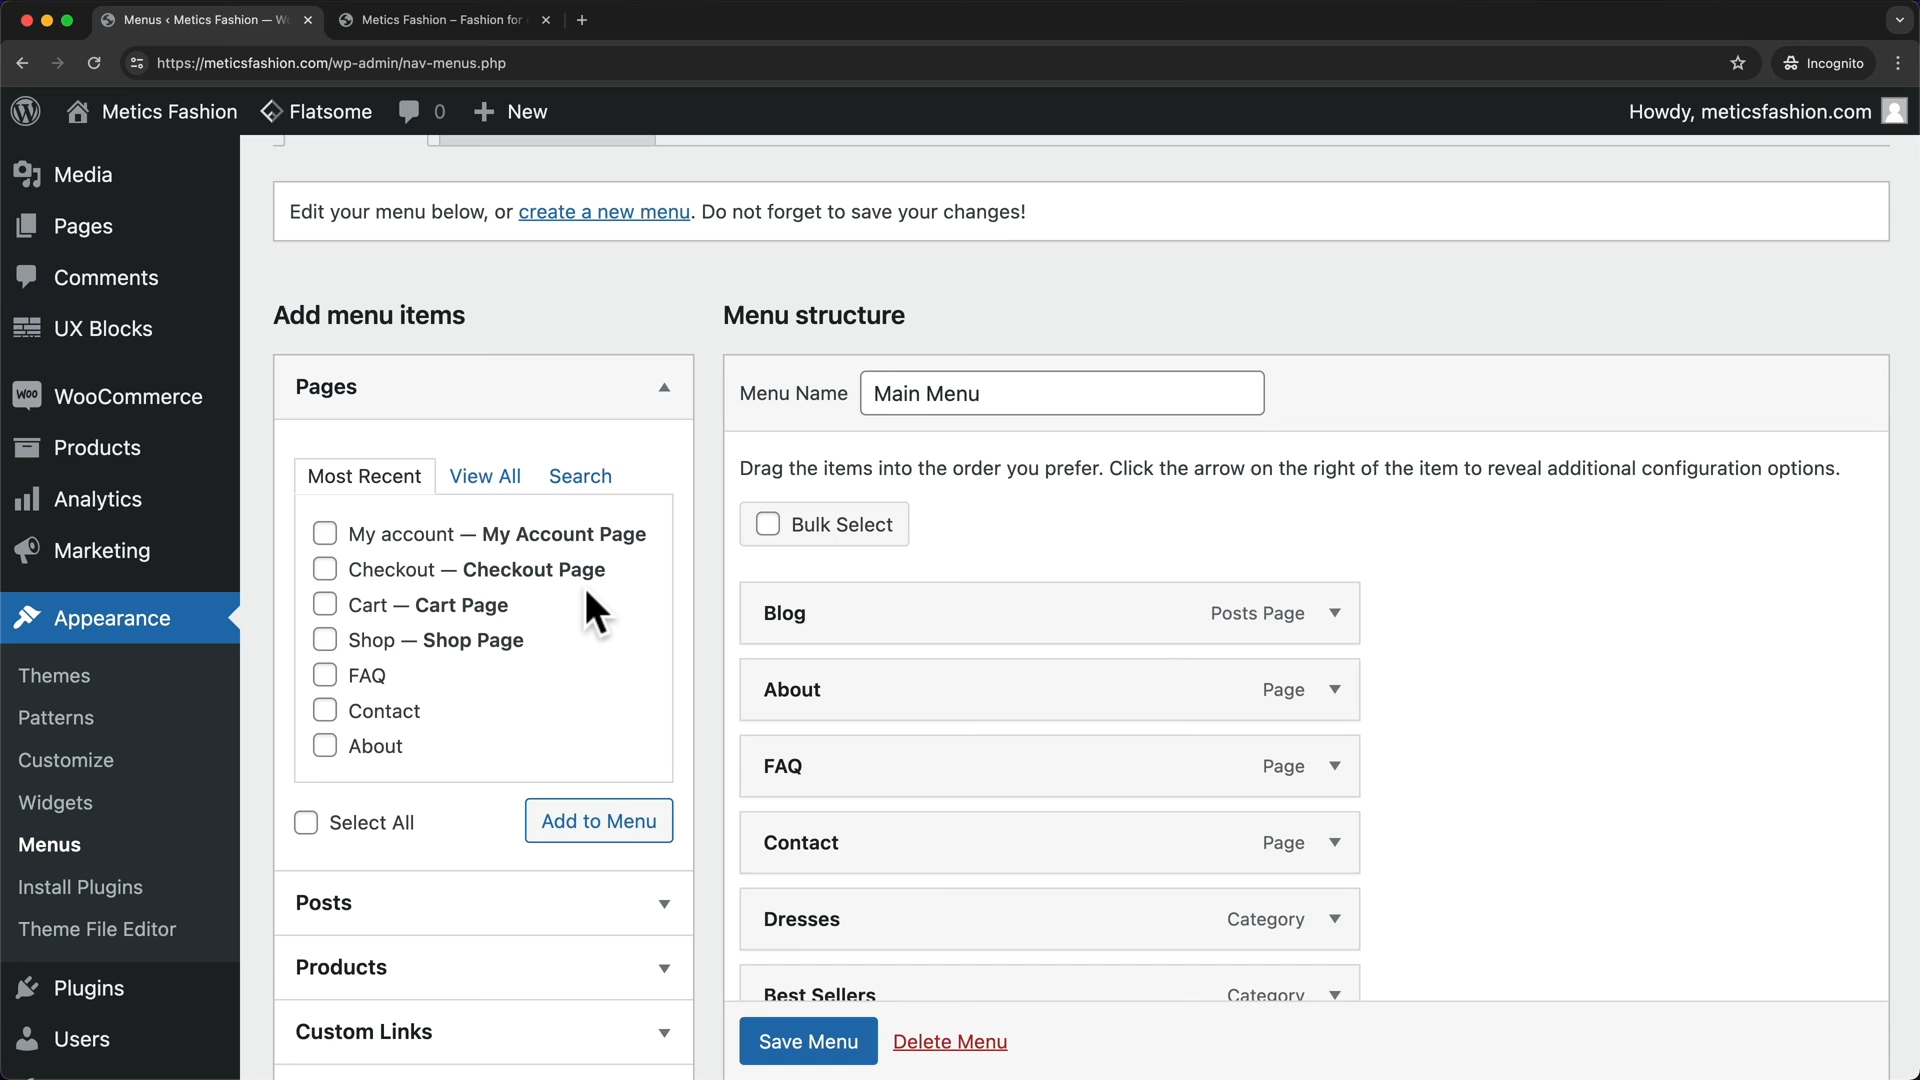 Menus < Metics Fashion — W
Metics Fashion – Fashion for
https://meticsfashion.com/wp-admin/nav-menus.php
Incognito
Metics Fashion
Flatsome
0
New
Howdy, meticsfashion.com
Media
Pages
Comments
UX Blocks
Woo WooCommerce
Products
Analytics
Marketing
Appearance
Themes
Patterns
Customize
Widgets
Menus
Install Plugins
Theme File Editor
Plugins
Users
Edit your menu below, or create a new menu. Do not forget to save your changes!
Add menu items
Pages
Most Recent
View All
Search
My account — My Account Page
Checkout — Checkout Page
Cart — Cart Page
Shop — Shop Page
FAQ
Contact
About
Select All
Add to Menu
Posts
Products
Custom Links
Menu structure
Menu Name
Main Menu
Drag the items into the order you prefer. Click the arrow on the right of the item to reveal additional configuration options.
Bulk Select
Blog Posts Page
About Page
FAQ Page
Contact Page
Dresses Category
Best Sellers Category
Save Menu
Delete Menu